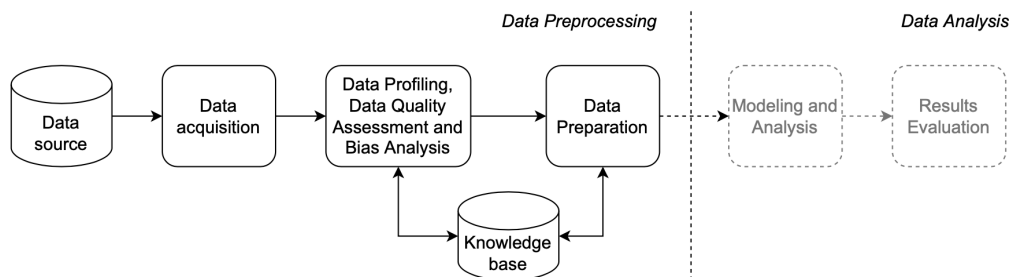 Data Preprocessing
Data Analysis
Data
source
Data
acquisition
Data Profiling,
Data Quality
Assessment and
Bias Analysis
Data
Preparation
Modeling and
Analysis
Results
Evaluation
Knowledge
base